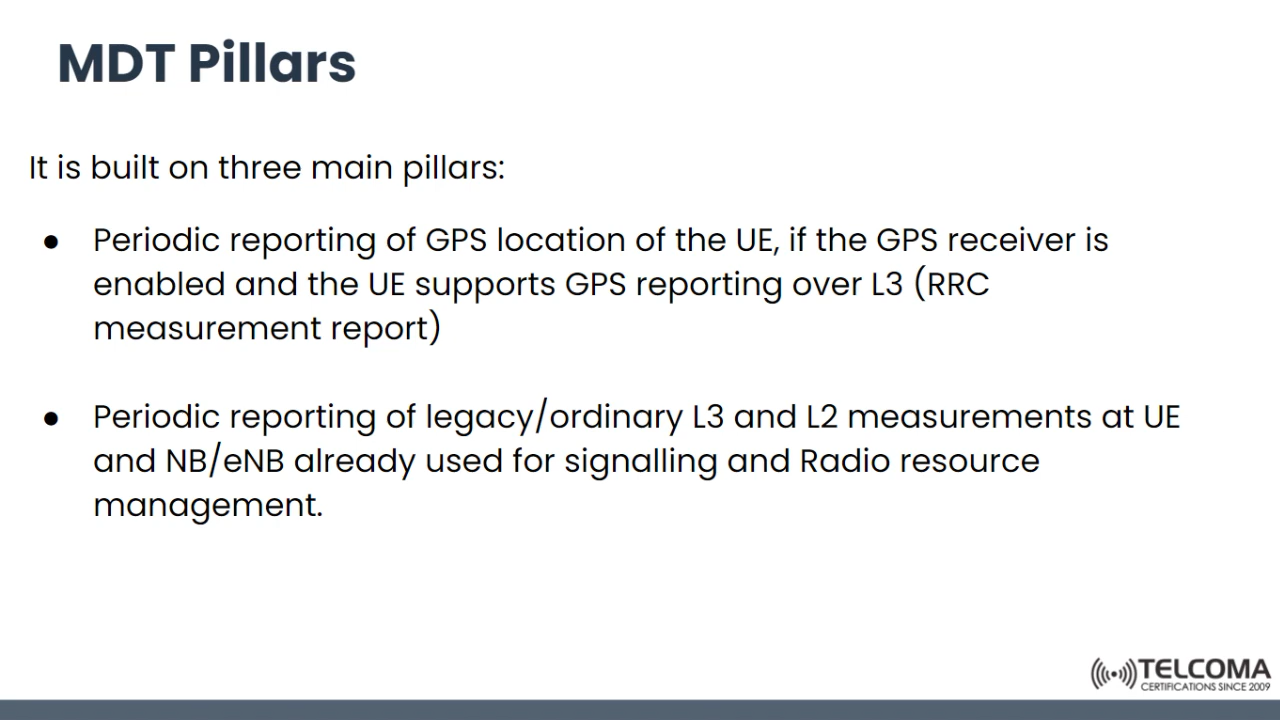 MDT Pillars
It is built on three main pillars:
● Periodic reporting of GPS location of the UE, if the GPS receiver is
enabled and the UE supports GPS reporting over L3 (RRC
measurement report)
● Periodic reporting of legacy/ordinary L3 and L2 measurements at UE
and NB/eNB already used for signalling and Radio resource
management.
TELCOMA
CERTIFICATIONS SINCE 2009